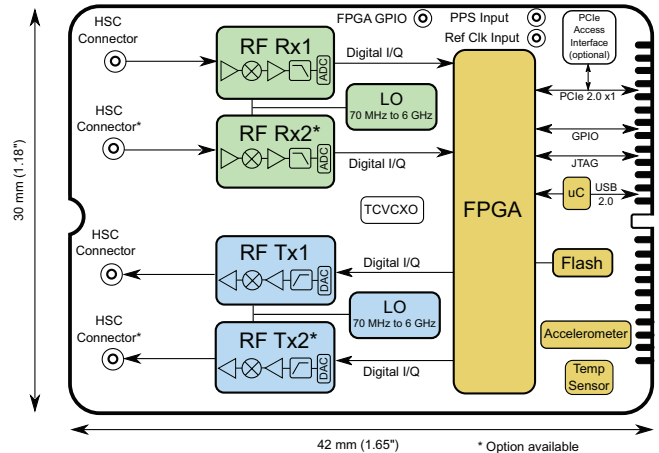 HSC
Connector
RF Rx1
ADC
Digital I/Q
FPGA GPIO
PPS Input
Ref Clk Input
PCIe
Access
Interface
(optional)
PCIe 2.0 x1
LO
70 MHz to 6 GHz
HSC
Connector*
RF Rx2*
ADC
Digital I/Q
GPIO
JTAG
uC
USB
2.0
TCVCXO
FPGA
30 mm (1.18")
HSC
Connector
RF Tx1
DAC
Digital I/Q
Flash
LO
70 MHz to 6 GHz
HSC
Connector*
RF Tx2*
DAC
Digital I/Q
Accelerometer
Temp
Sensor
42 mm (1.65")
* Option available